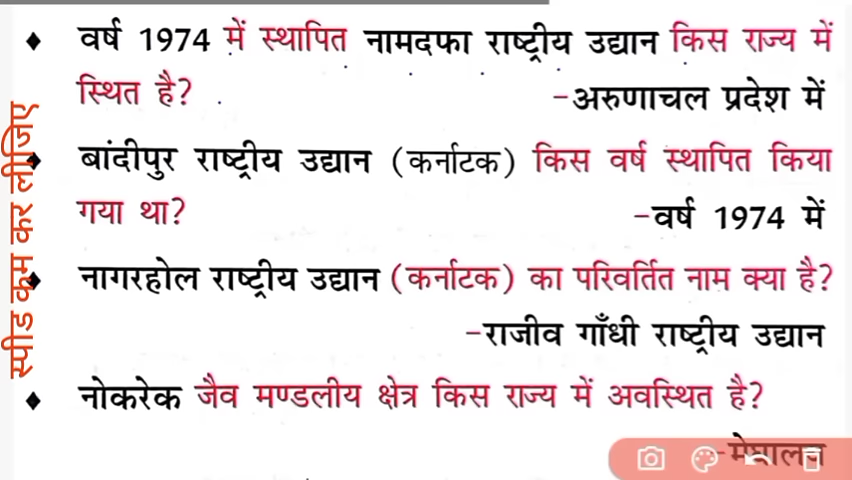 ♦ वर्ष 1974 में स्थापित नामदफा राष्ट्रीय उद्यान किस राज्य में
स्थित है?
-अरुणाचल प्रदेश में
♦ बांदीपुर राष्ट्रीय उद्यान (कर्नाटक) किस वर्ष स्थापित किया
गया था?
-वर्ष 1974 में
♦ नागरहोल राष्ट्रीय उद्यान (कर्नाटक) का परिवर्तित नाम क्या है?
-राजीव गाँधी राष्ट्रीय उद्यान
♦ नोकरेक जैव मण्डलीय क्षेत्र किस राज्य में अवस्थित है?
-मेघालय
स्पीड कम कर लीजिए